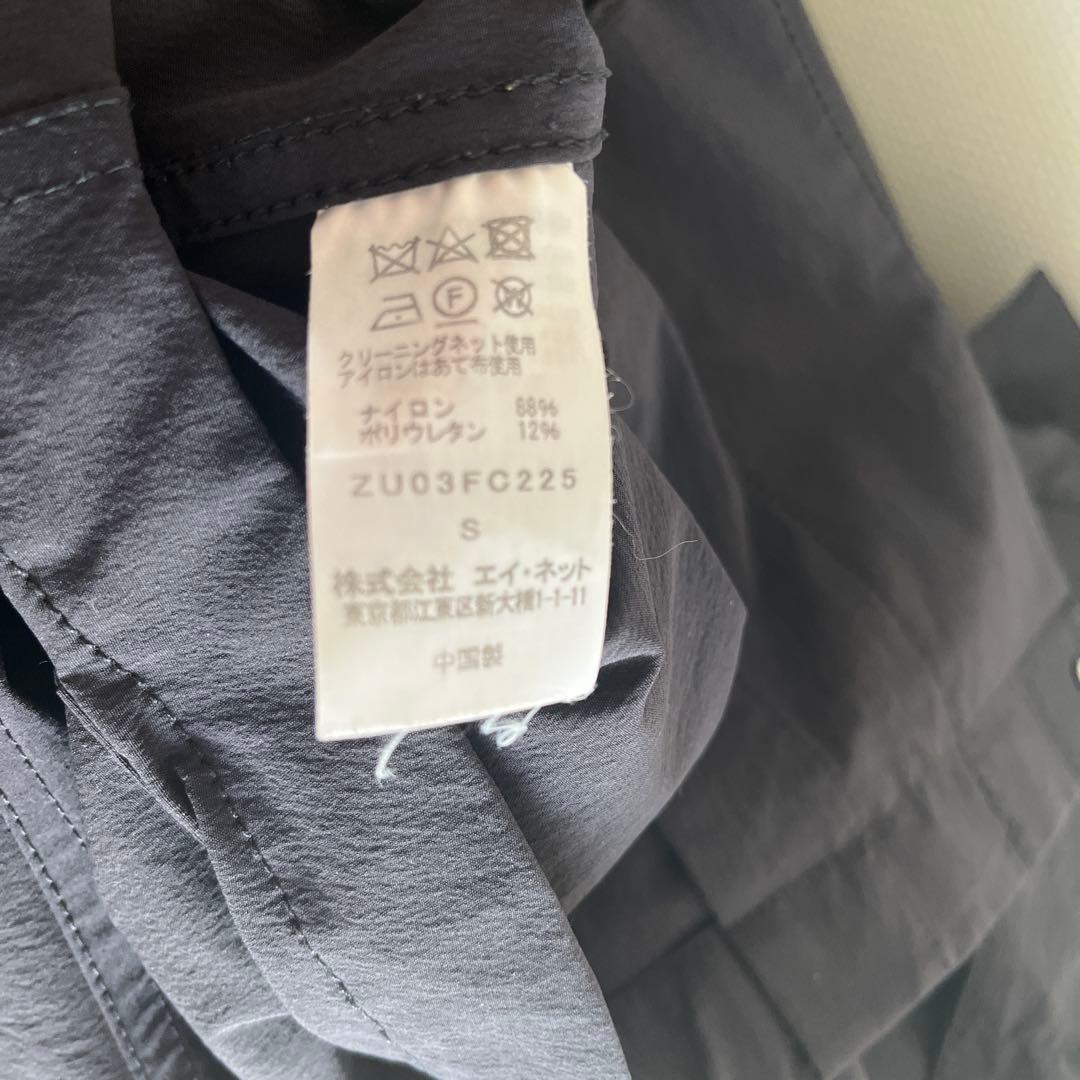 F
W
クリーニングネット使用
アイロンはあて布使用
ナイロン 88%
ポリウレタン 12%
ZU03FC225
S
株式会社 エイ・ネット
東京都江東区新大橋1-1-11
中国製